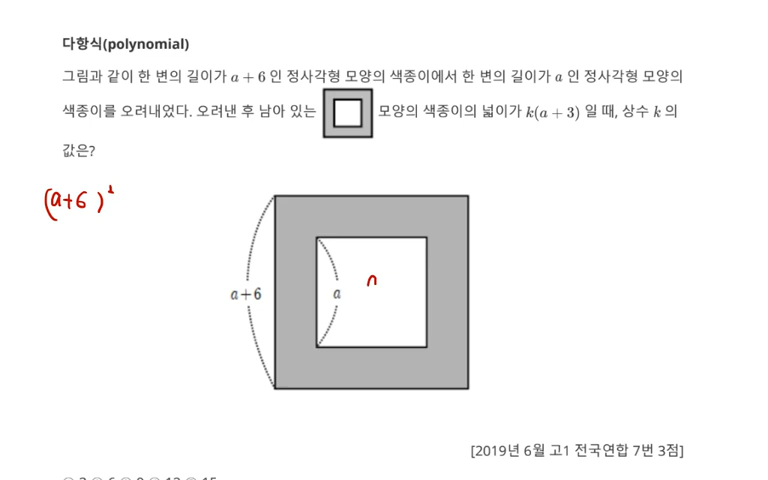 다항식(polynomial)
그림과 같이 한 변의 길이가 a + 6 인 정사각형 모양의 색종이에서 한 변의 길이가 a 인 정사각형 모양의
색종이를 오려내었다. 오려낸 후 남아 있는 모양의 색종이의 넓이가 k(a + 3) 일 때, 상수 k 의
값은?
(a+6)²
a+6
a
[2019년 6월 고1 전국연합 7번 3점]